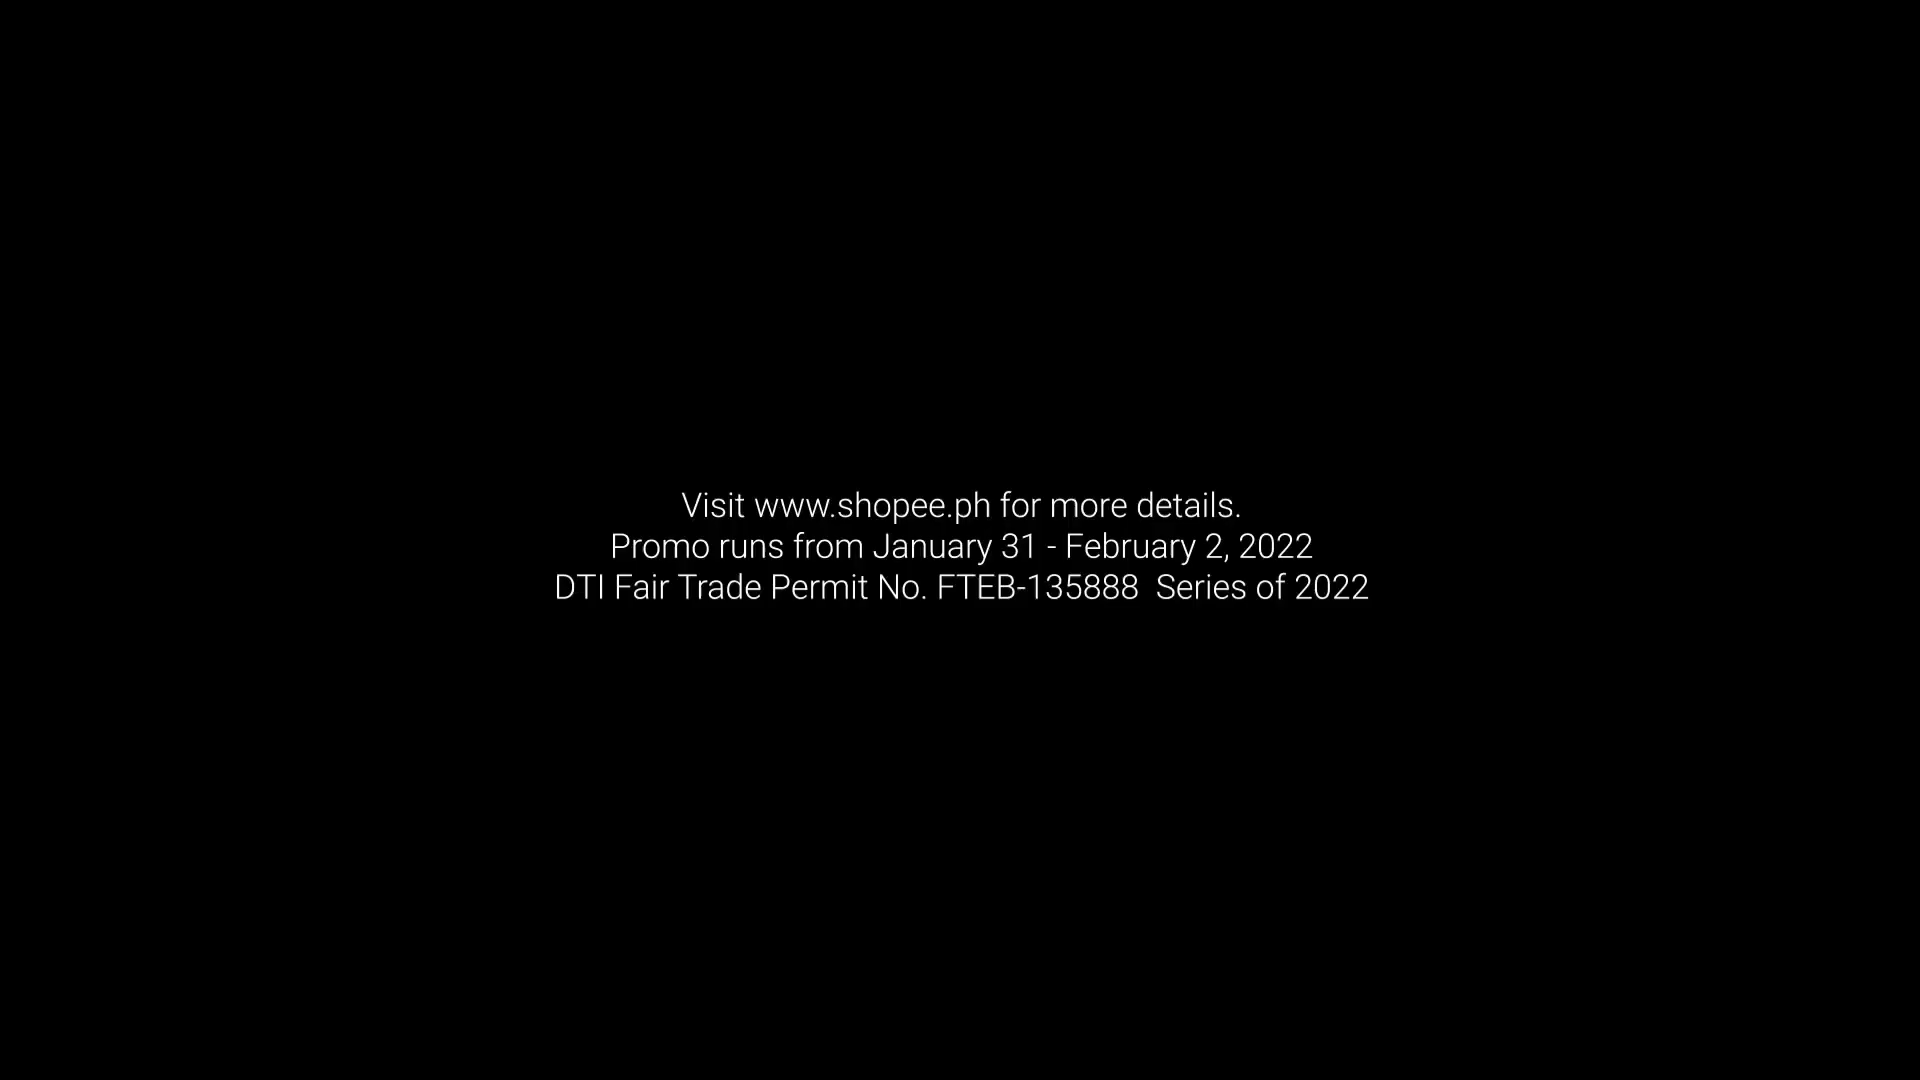 Visit www.shopee.ph for more details.
Promo runs from January 31 - February 2, 2022
DTI Fair Trade Permit No. FTEB-135888  Series of 2022